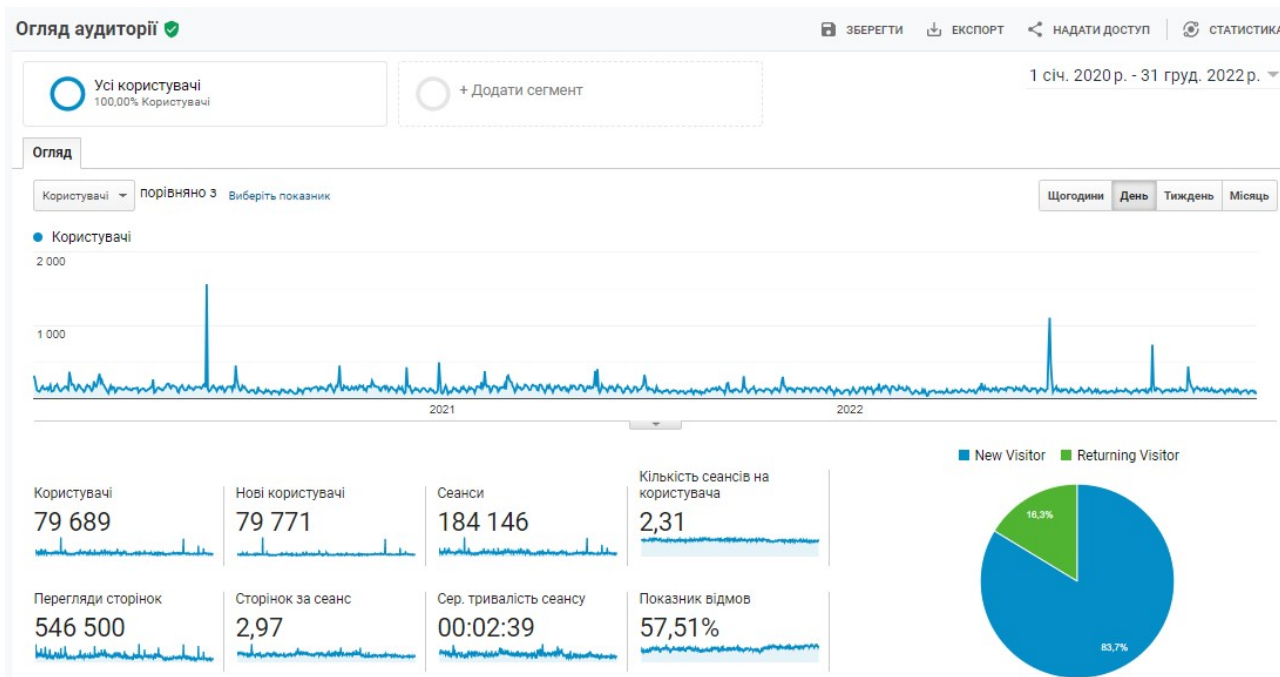 Огляд аудиторії
ЗБЕРЕГТИ ЕКСПОРТ НАДАТИ ДОСТУП СТАТИСТИКА
Усі користувачі
100,00% Користувачі
+ Додати сегмент
1 січ. 2020 р. - 31 груд. 2022 р.
Огляд
Користувачі порівняно з Виберіть показник
Щогодини День Тиждень Місяць
Користувачі
2 000
1 000
2021 2022
New Visitor Returning Visitor
Користувачі
79 689
Нові користувачі
79 771
Сеанси
184 146
Кількість сеансів на
користувача
2,31
Перегляди сторінок
546 500
Сторінок за сеанс
2,97
Сер. тривалість сеансу
00:02:39
Показник відмов
57,51%
16,3%
83,7%